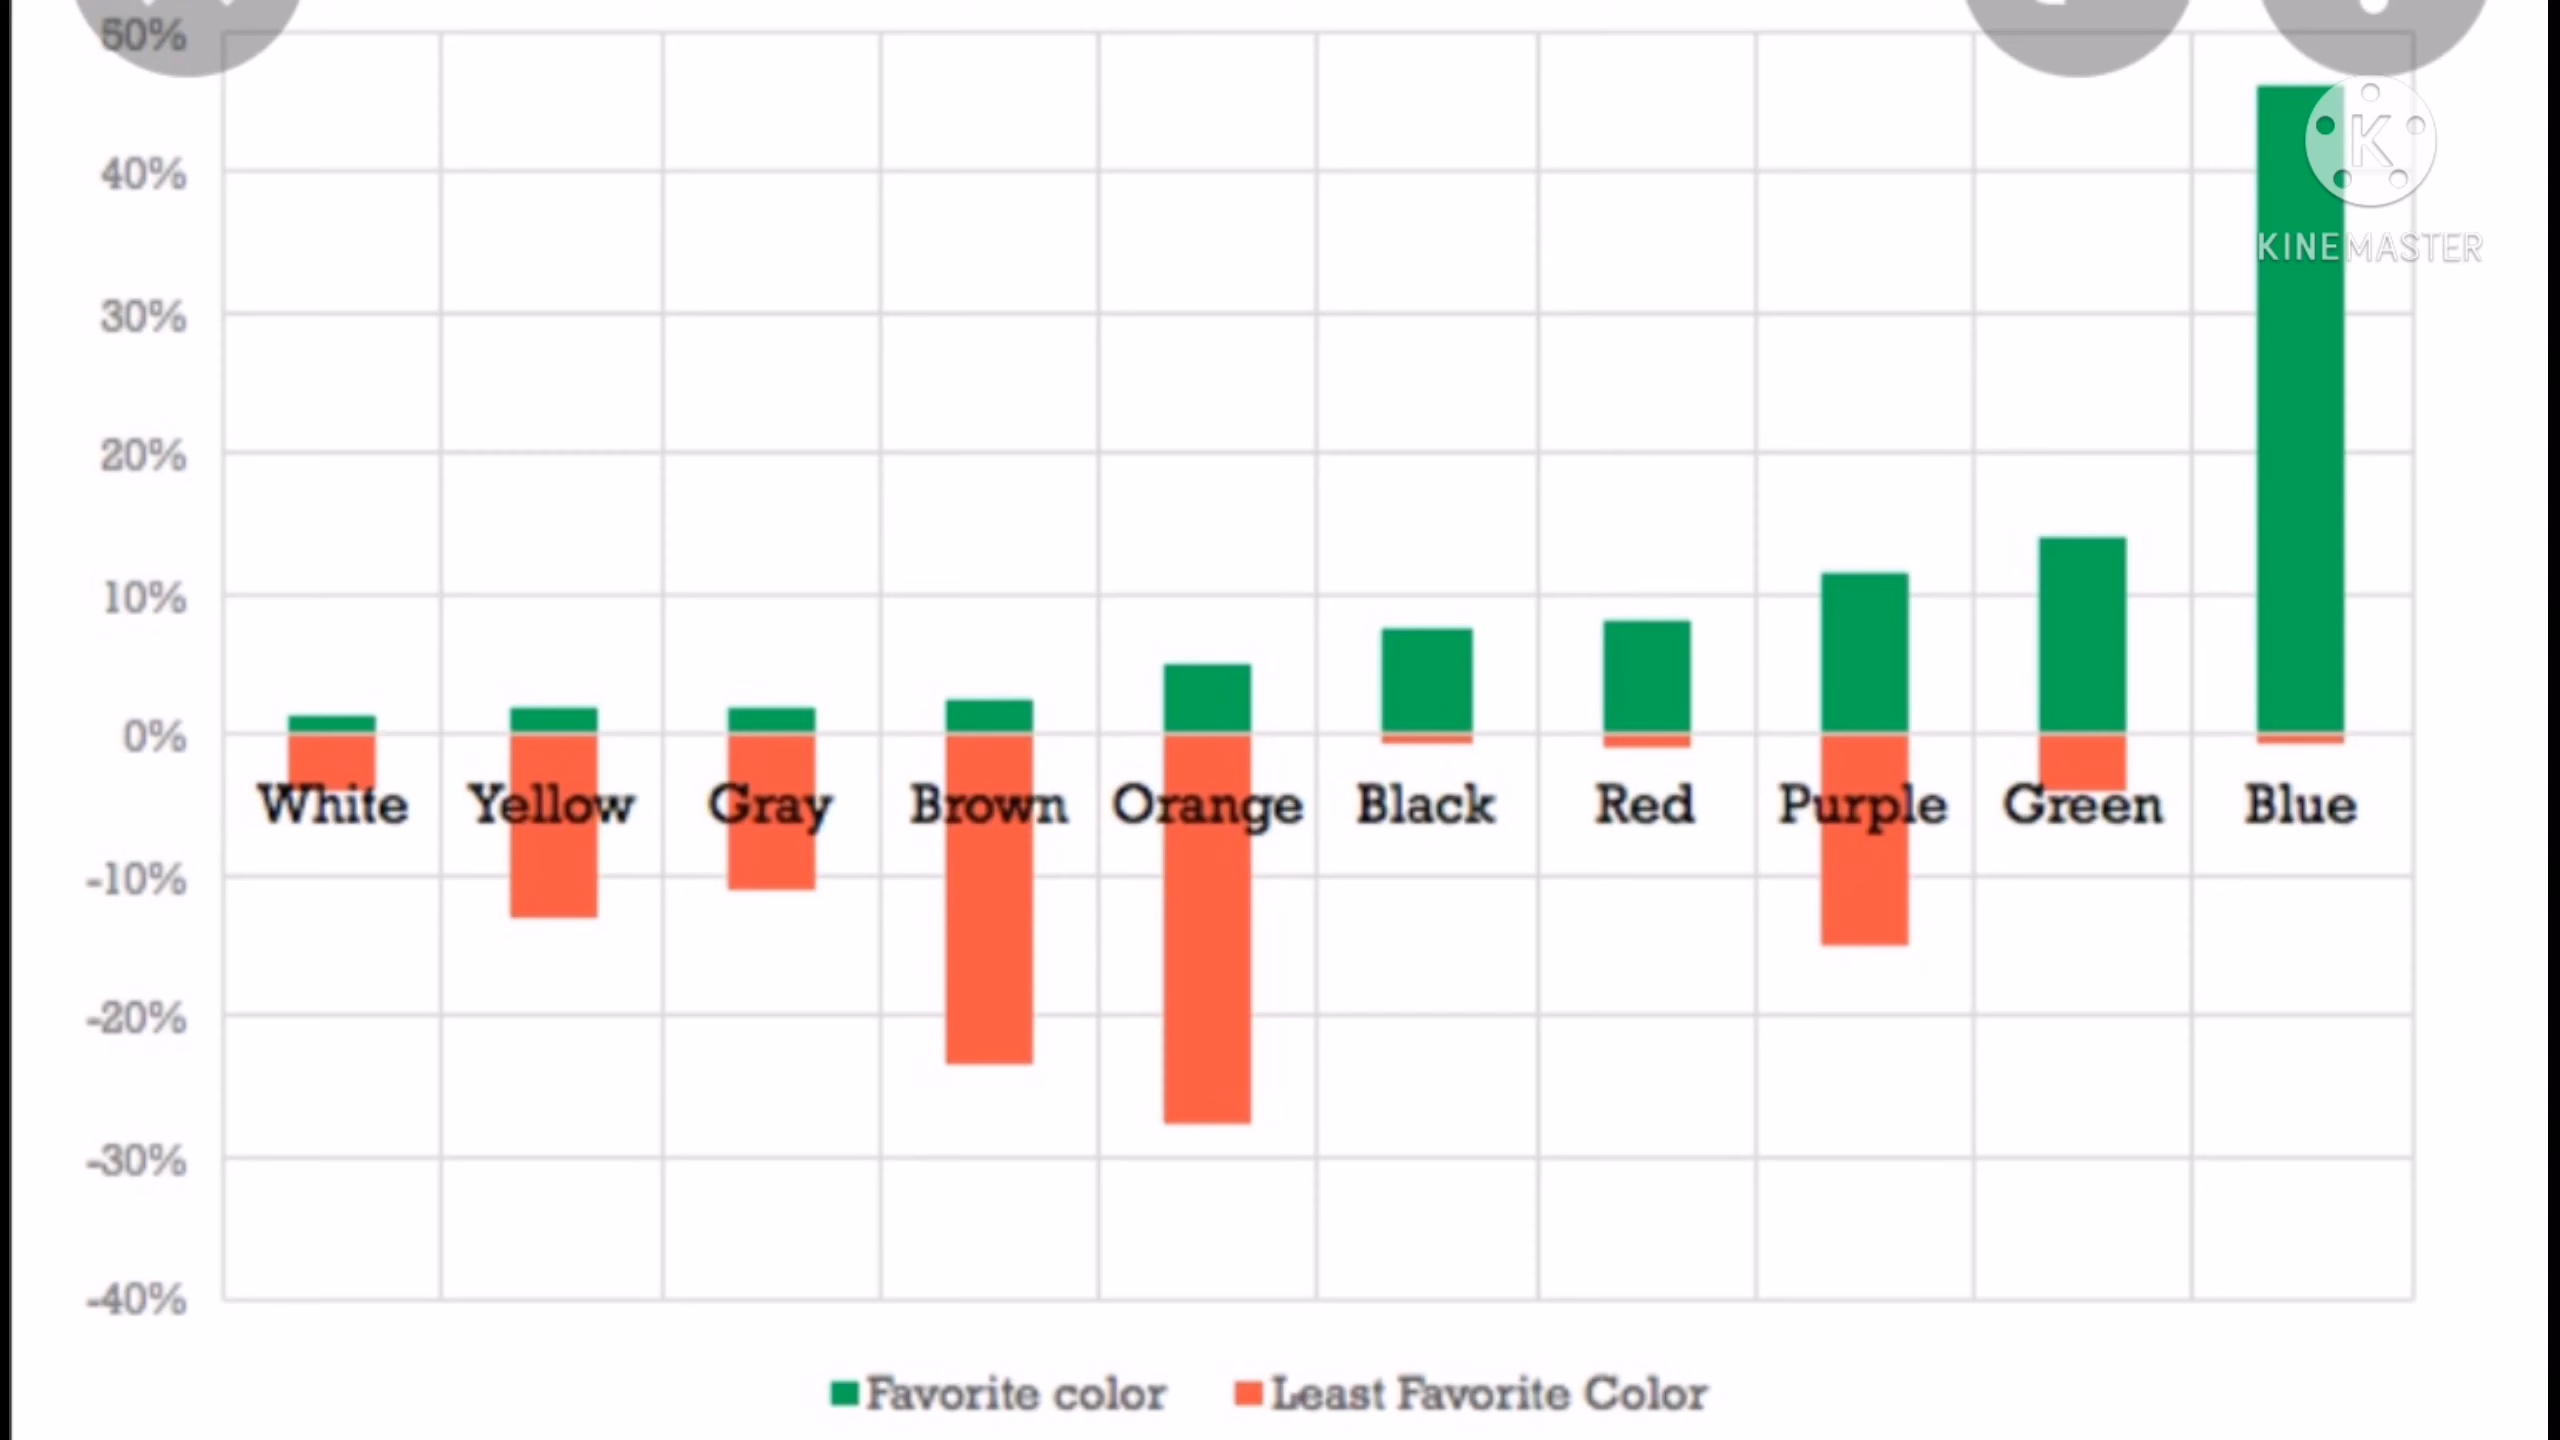 50%
K
40%
KINEMASTER
30%
20%
10%
0%
White Yellow Gray Brown Orange Black Red Purple Green Blue
-10%
-20%
-30%
-40%
Favorite color Least Favorite Color